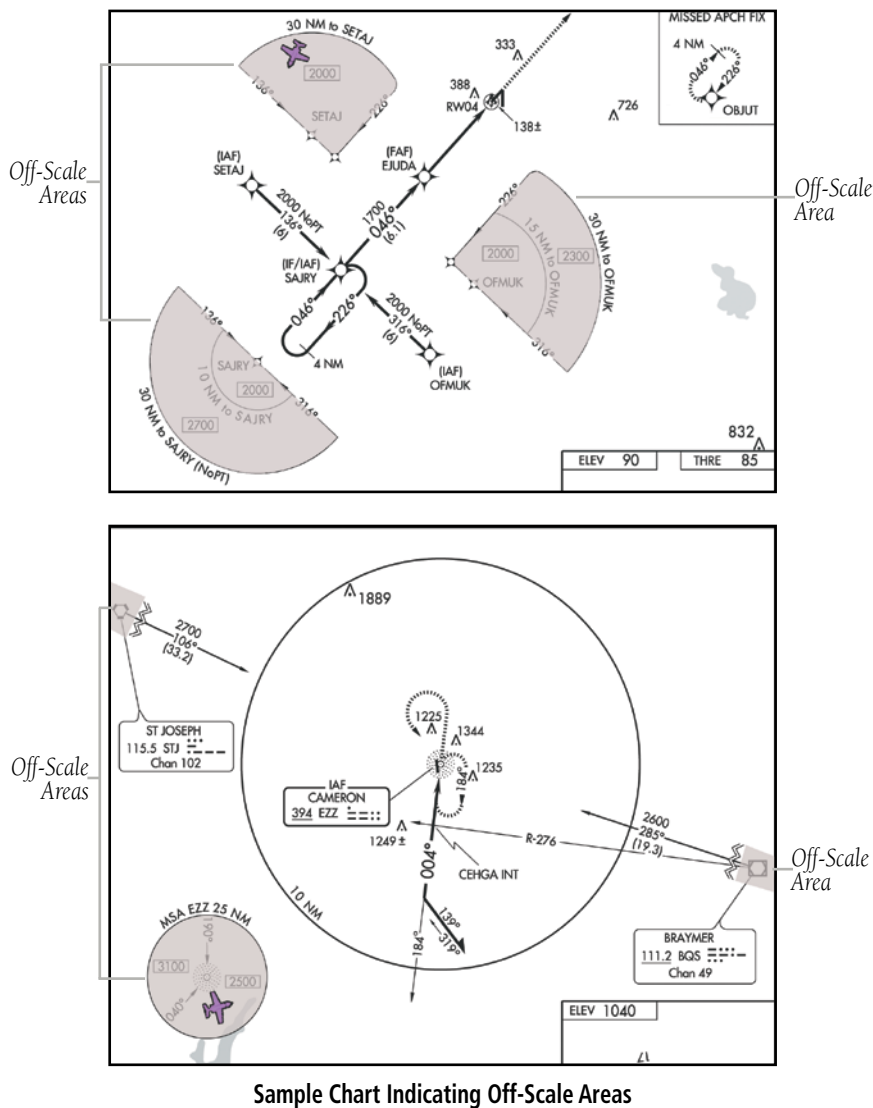 30 NM to SETAJ
2000
136°
226°
SETAJ
MISSED APCH FIX
4 NM
046°
226°
OBJUT
333
388
RW04
138±
726
(FAF)
EJUDA
(IAF)
SETAJ
Off-Scale
Areas
Off-Scale
Area
2000 NoPT
136°
(6)
1700
046°
(6.1)
226°
15 NM to OFMUK
30 NM to OFMUK
2000
2300
OFMUK
316°
(IF/IAF)
SAJRY
046°
226°
4 NM
2000 NoPT
316°
(6)
(IAF)
OFMUK
136°
SAJRY
2000
10 NM to SAJRY
316°
2700
30 NM to SAJRY (NoPT)
832
ELEV 90
THRE 85
1889
2700
106°
(33.2)
ST JOSEPH
115.5 STJ
Chan 102
1225
1344
1235
184°
Off-Scale
Areas
IAF
CAMERON
394 EZZ
1249±
004°
R-276
CEHGA INT
2600
285°
(19.3)
Off-Scale
Area
10 NM
139°
319°
184°
MSA EZZ 25 NM
190°
3100
2500
040°
BRAYMER
111.2 BQS
Chan 49
ELEV 1040
17
Sample Chart Indicating Off-Scale Areas